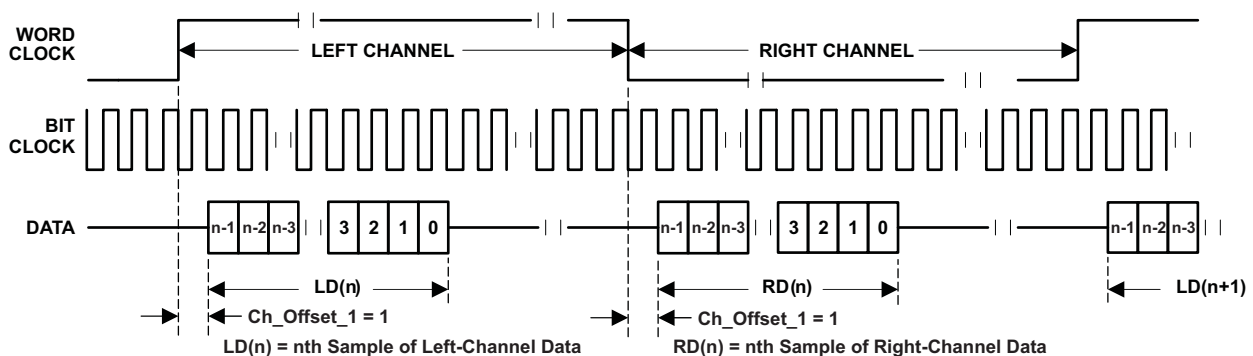 WORD
CLOCK
LEFT CHANNEL
RIGHT CHANNEL
BIT
CLOCK
DATA
n-1 n-2 n-3 3 2 1 0
n-1 n-2 n-3 3 2 1 0
n-1 n-2 n-3
LD(n)
RD(n)
LD(n+1)
Ch_Offset_1 = 1
Ch_Offset_1 = 1
LD(n) = nth Sample of Left-Channel Data
RD(n) = nth Sample of Right-Channel Data